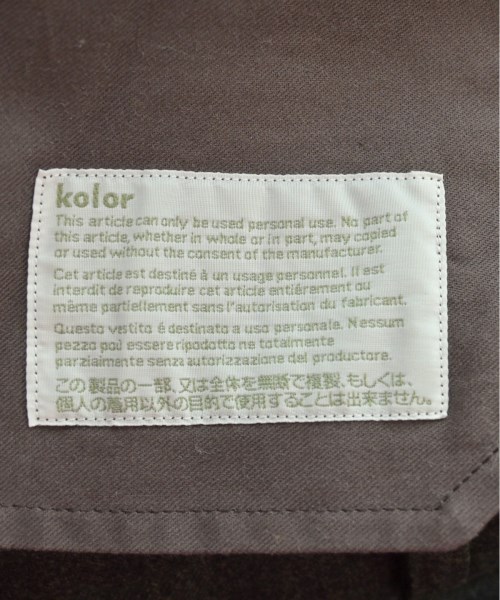 kolor
This article can only be used personal use. No part of
this article, whether in whole or in part, may copied
or used without the consent of the manufacturer.
Cet article est destiné à un usage personnel. Il est
interdit de reproduire cet article entiérement ou
même partiellement sans l'autorisation du fabricant.
Questo vestito é destinato a uso personale. Nessum
pezzo puó essere ripodotto ne totalmente
parzialmente senza autorizzazione del productore.
この製品の一部、又は全体を無断で複製、もしくは、
個人の着用以外の目的で使用することは出来ません。